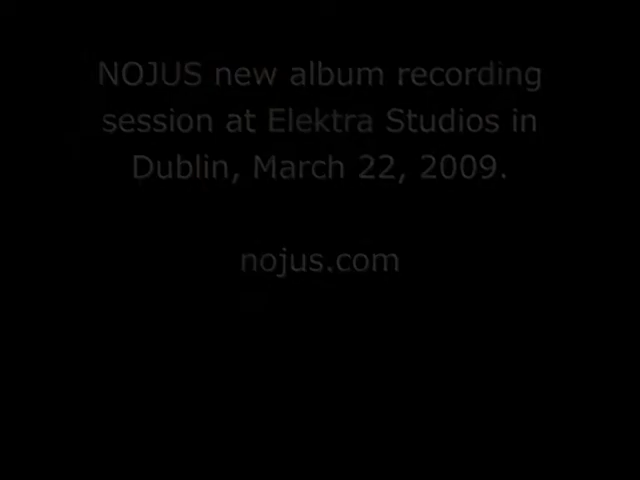 NOJUS new album recording
session at Elektra Studios in
Dublin, March 22, 2009.
nojus.com